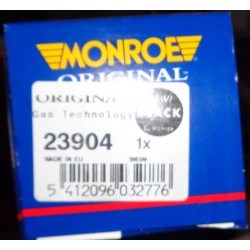 MONROE
ORIGINAL
ORIGINA
Gas Technology
23904 1x
MADE IN EU
5 412096 032776